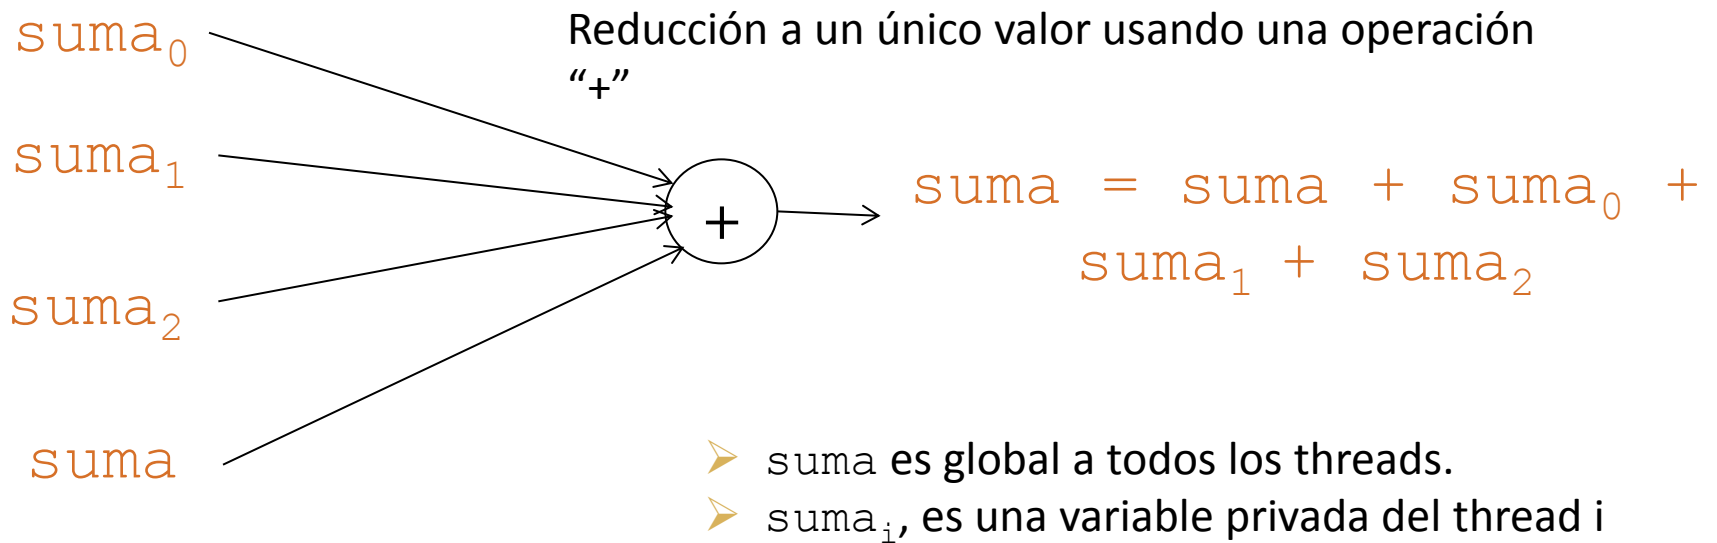 Reducción a un único valor usando una operación
“+”
suma₀
suma₁
suma₂
suma
+
suma = suma + suma₀ +
suma₁ + suma₂
suma es global a todos los threads.
sumaᵢ, es una variable privada del thread i